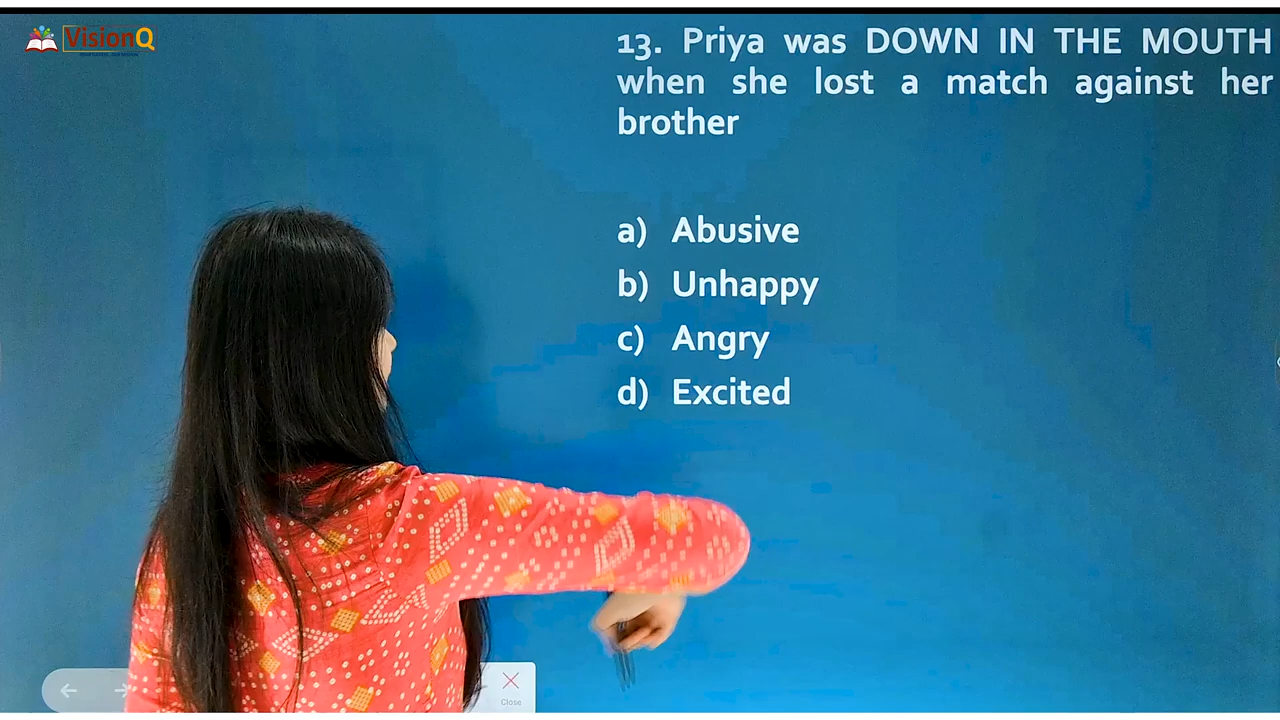 VisionQ
13. Priya was DOWN IN THE MOUTH
when she lost a match against her
brother
a) Abusive
b) Unhappy
c) Angry
d) Excited
Close